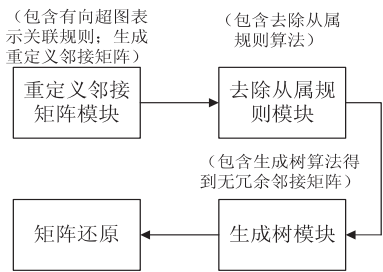 (包含有向超图表
示关联规则；生成
重定义邻接矩阵)
(包含去除从属
规则算法)
重定义邻接
矩阵模块
去除从属规
则模块
(包含生成树算法得
到无冗余邻接矩阵)
矩阵还原
生成树模块